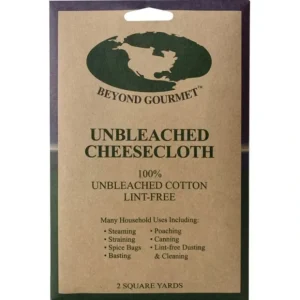 BEYOND GOURMET™
UNBLEACHED
CHEESECLOTH
100%
UNBLEACHED COTTON
LINT-FREE
Many Household Uses Including:
• Steaming • Poaching
• Straining • Canning
• Spice Bags • Lint-free Dusting
• Basting & Cleaning
2 SQUARE YARDS